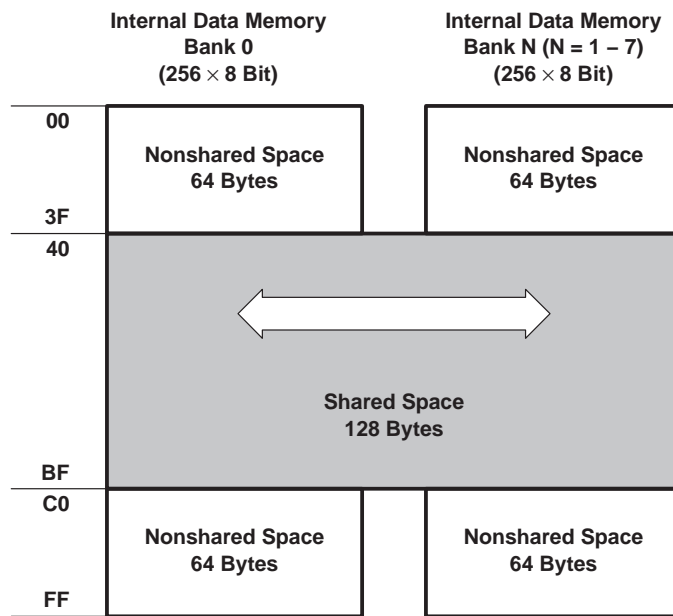 Internal Data Memory
Bank 0
(256 × 8 Bit)
Internal Data Memory
Bank N (N = 1 – 7)
(256 × 8 Bit)
00
Nonshared Space
64 Bytes
Nonshared Space
64 Bytes
3F
40
Shared Space
128 Bytes
BF
C0
Nonshared Space
64 Bytes
Nonshared Space
64 Bytes
FF